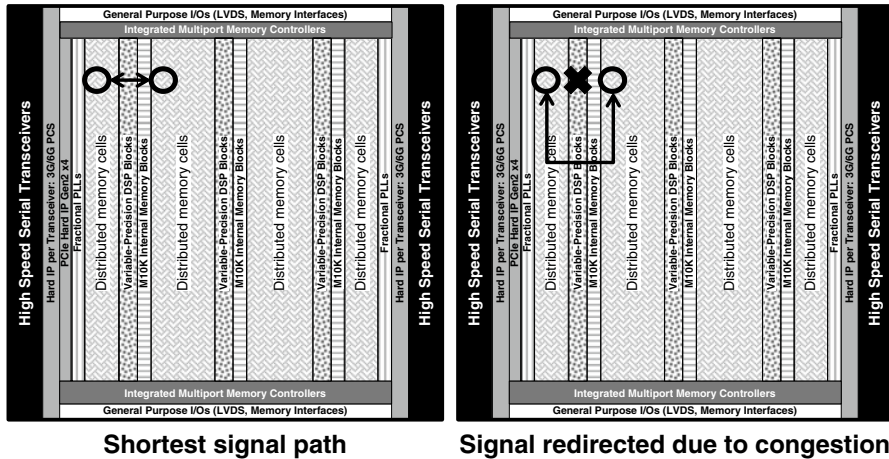 General Purpose I/Os (LVDS, Memory Interfaces)
Integrated Multiport Memory Controllers
High Speed Serial Transceivers
Hard IP per Transceiver: 3G/6G PCS
PCIe Hard IP Gen2 x4
Fractional PLLs
Distributed memory cells
Variable-Precision DSP Blocks
M10K Internal Memory Blocks
Distributed memory cells
Variable-Precision DSP Blocks
M10K Internal Memory Blocks
Distributed memory cells
Variable-Precision DSP Blocks
M10K Internal Memory Blocks
Distributed memory cells
Fractional PLLs
Hard IP per Transceiver: 3G/6G PCS
High Speed Serial Transceivers
Integrated Multiport Memory Controllers
General Purpose I/Os (LVDS, Memory Interfaces)
Shortest signal path
General Purpose I/Os (LVDS, Memory Interfaces)
Integrated Multiport Memory Controllers
High Speed Serial Transceivers
Hard IP per Transceiver: 3G/6G PCS
PCIe Hard IP Gen2 x4
Fractional PLLs
Distributed memory cells
Variable-Precision DSP Blocks
M10K Internal Memory Blocks
Distributed memory cells
Variable-Precision DSP Blocks
M10K Internal Memory Blocks
Distributed memory cells
Variable-Precision DSP Blocks
M10K Internal Memory Blocks
Distributed memory cells
Fractional PLLs
Hard IP per Transceiver: 3G/6G PCS
High Speed Serial Transceivers
Integrated Multiport Memory Controllers
General Purpose I/Os (LVDS, Memory Interfaces)
Signal redirected due to congestion